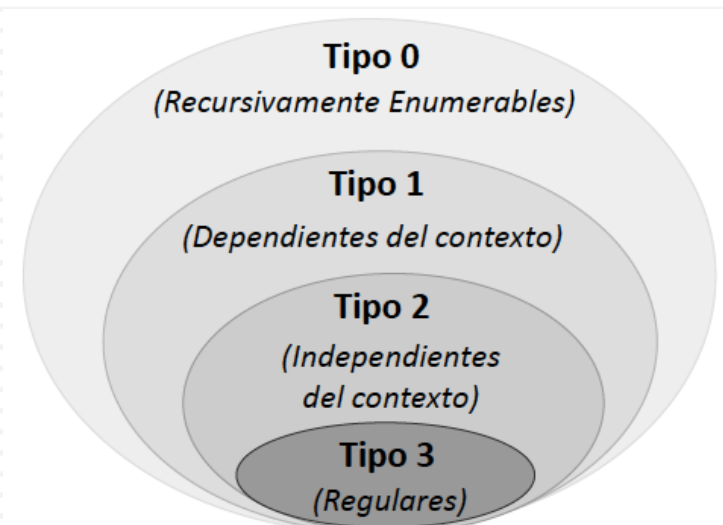 Tipo 0
(Recursivamente Enumerables)
Tipo 1
(Dependientes del contexto)
Tipo 2
(Independientes
del contexto)
Tipo 3
(Regulares)